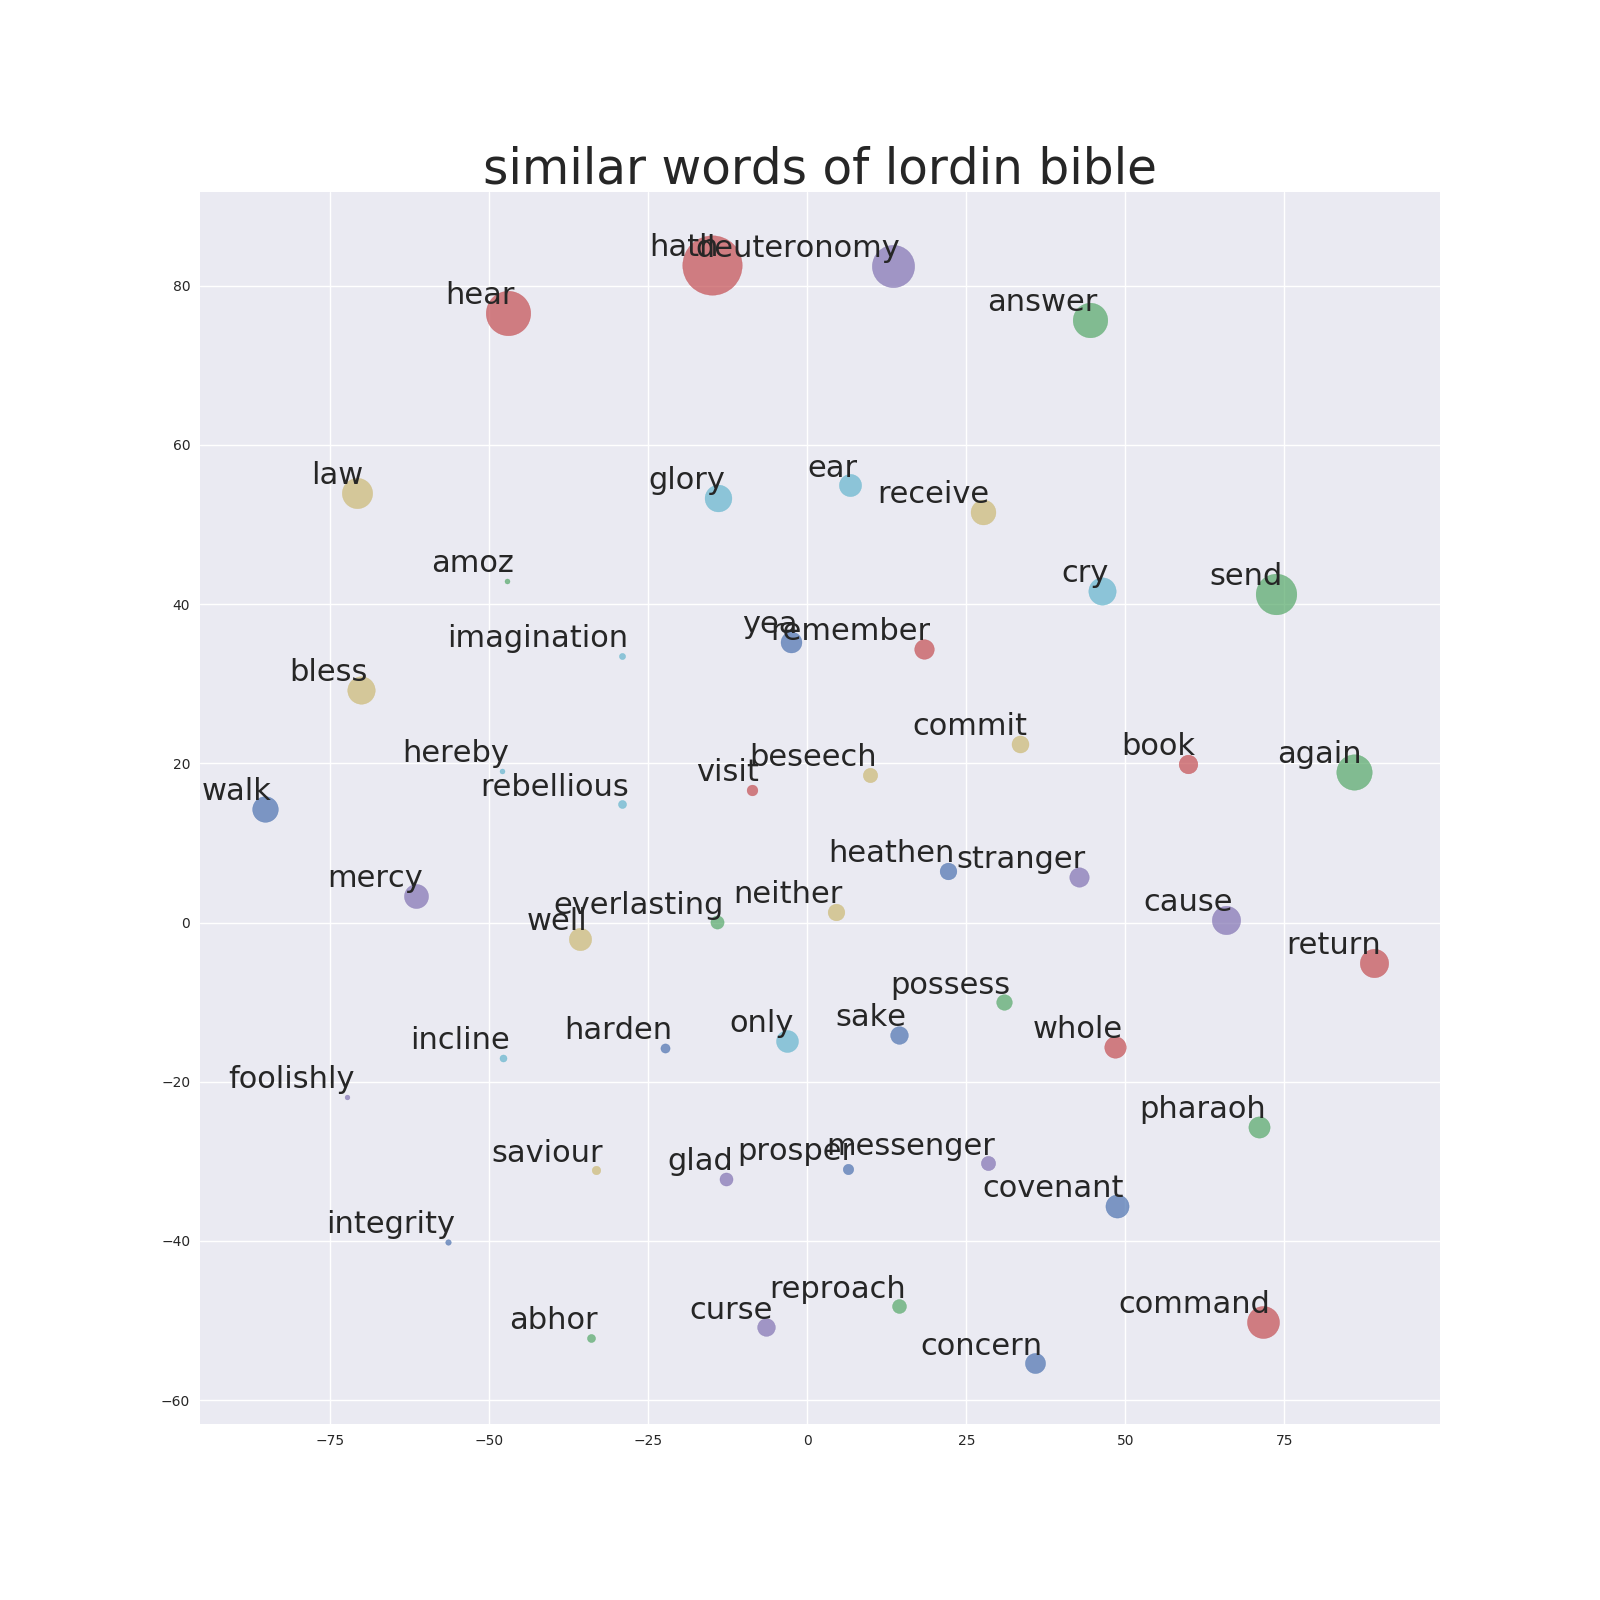 similar words of lordin bible
hath
deuteronomy
hear
answer
80
60
law
glory
ear
receive
amoz
cry
send
40
yea
remember
imagination
bless
commit
book
hereby
beseech
again
20
visit
rebellious
walk
heathen
stranger
mercy
neither
everlasting
cause
well
0
return
possess
sake
only
harden
whole
incline
foolishly
−20
pharaoh
messenger
prosper
saviour
glad
covenant
integrity
−40
reproach
command
curse
abhor
concern
−60
−75
−50
−25
0
25
50
75